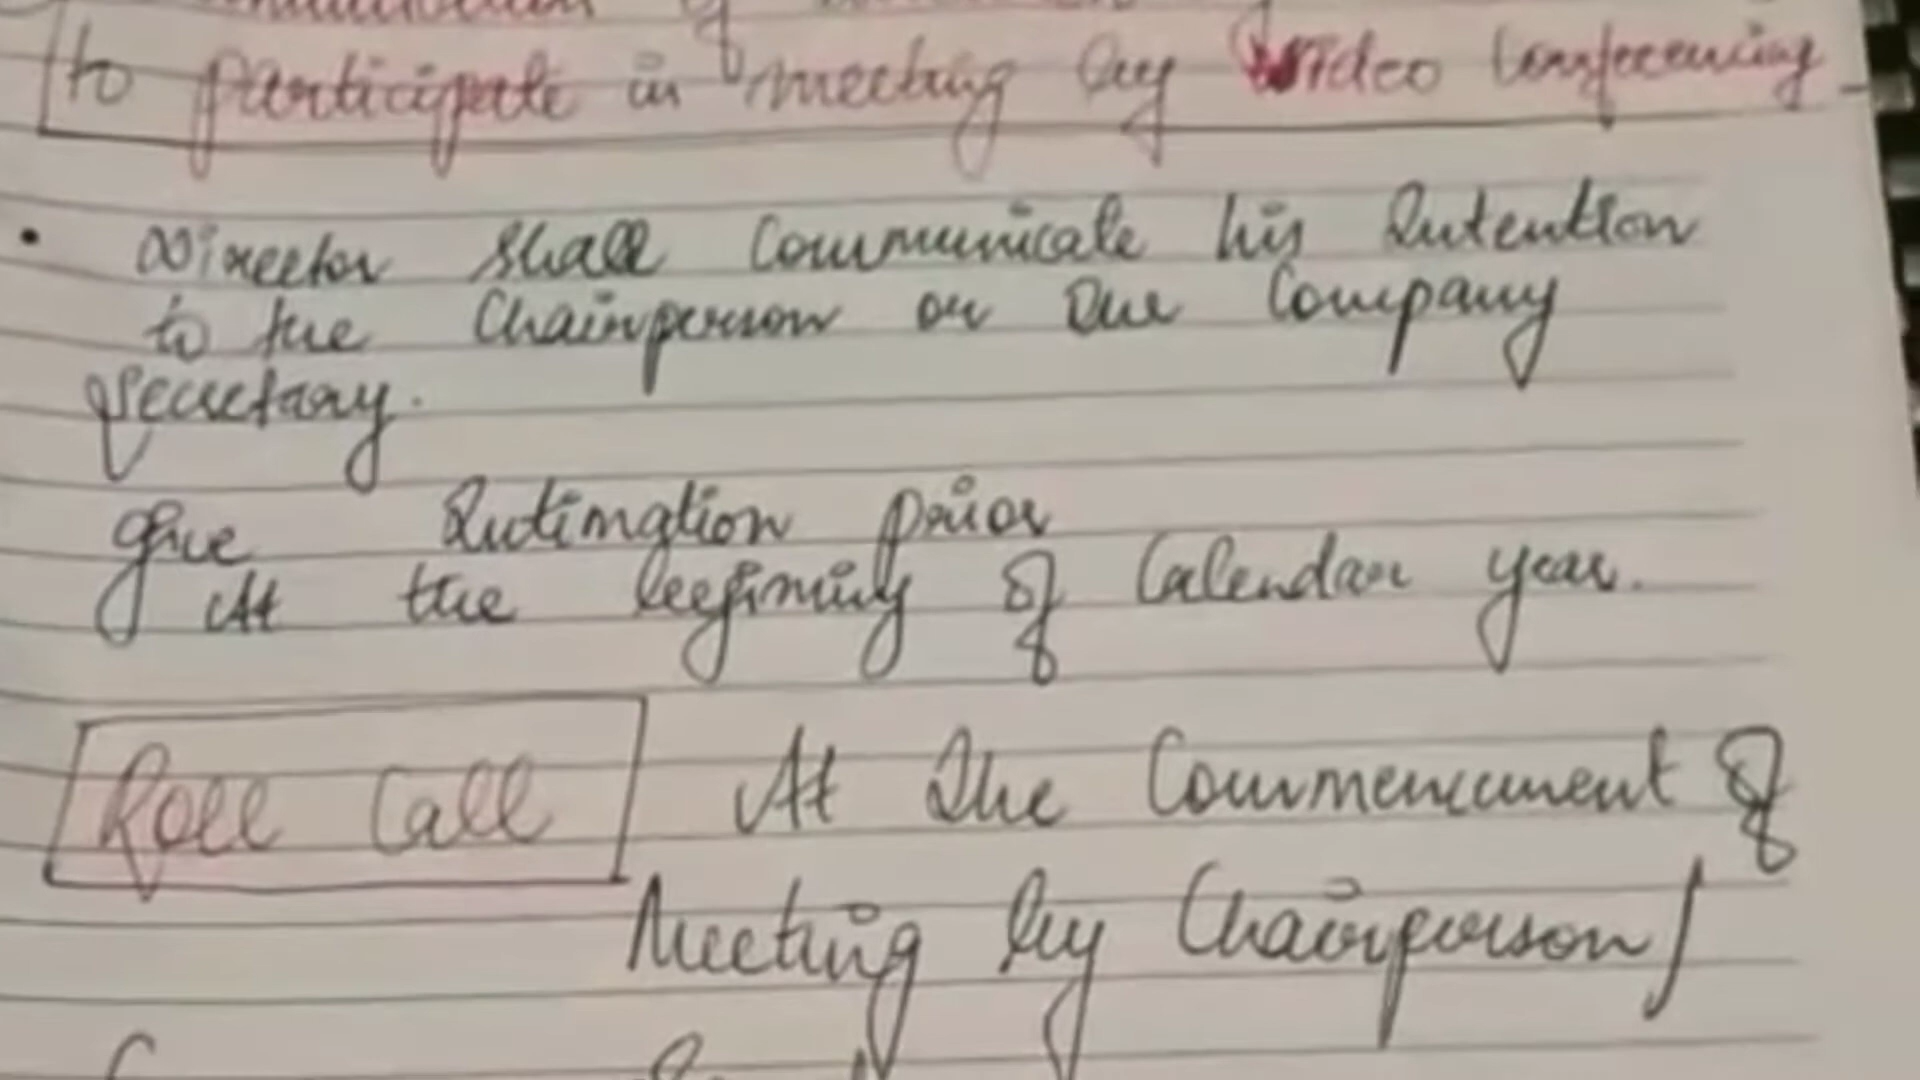 to participate in meeting by Video Conferencing
• Director shall Communicate his Intention
to the Chairperson or the Company
Secretary.
give Intimation prior
At the beginning of Calendar year.
Roll Call At the Commencement of
Meeting by Chairperson/